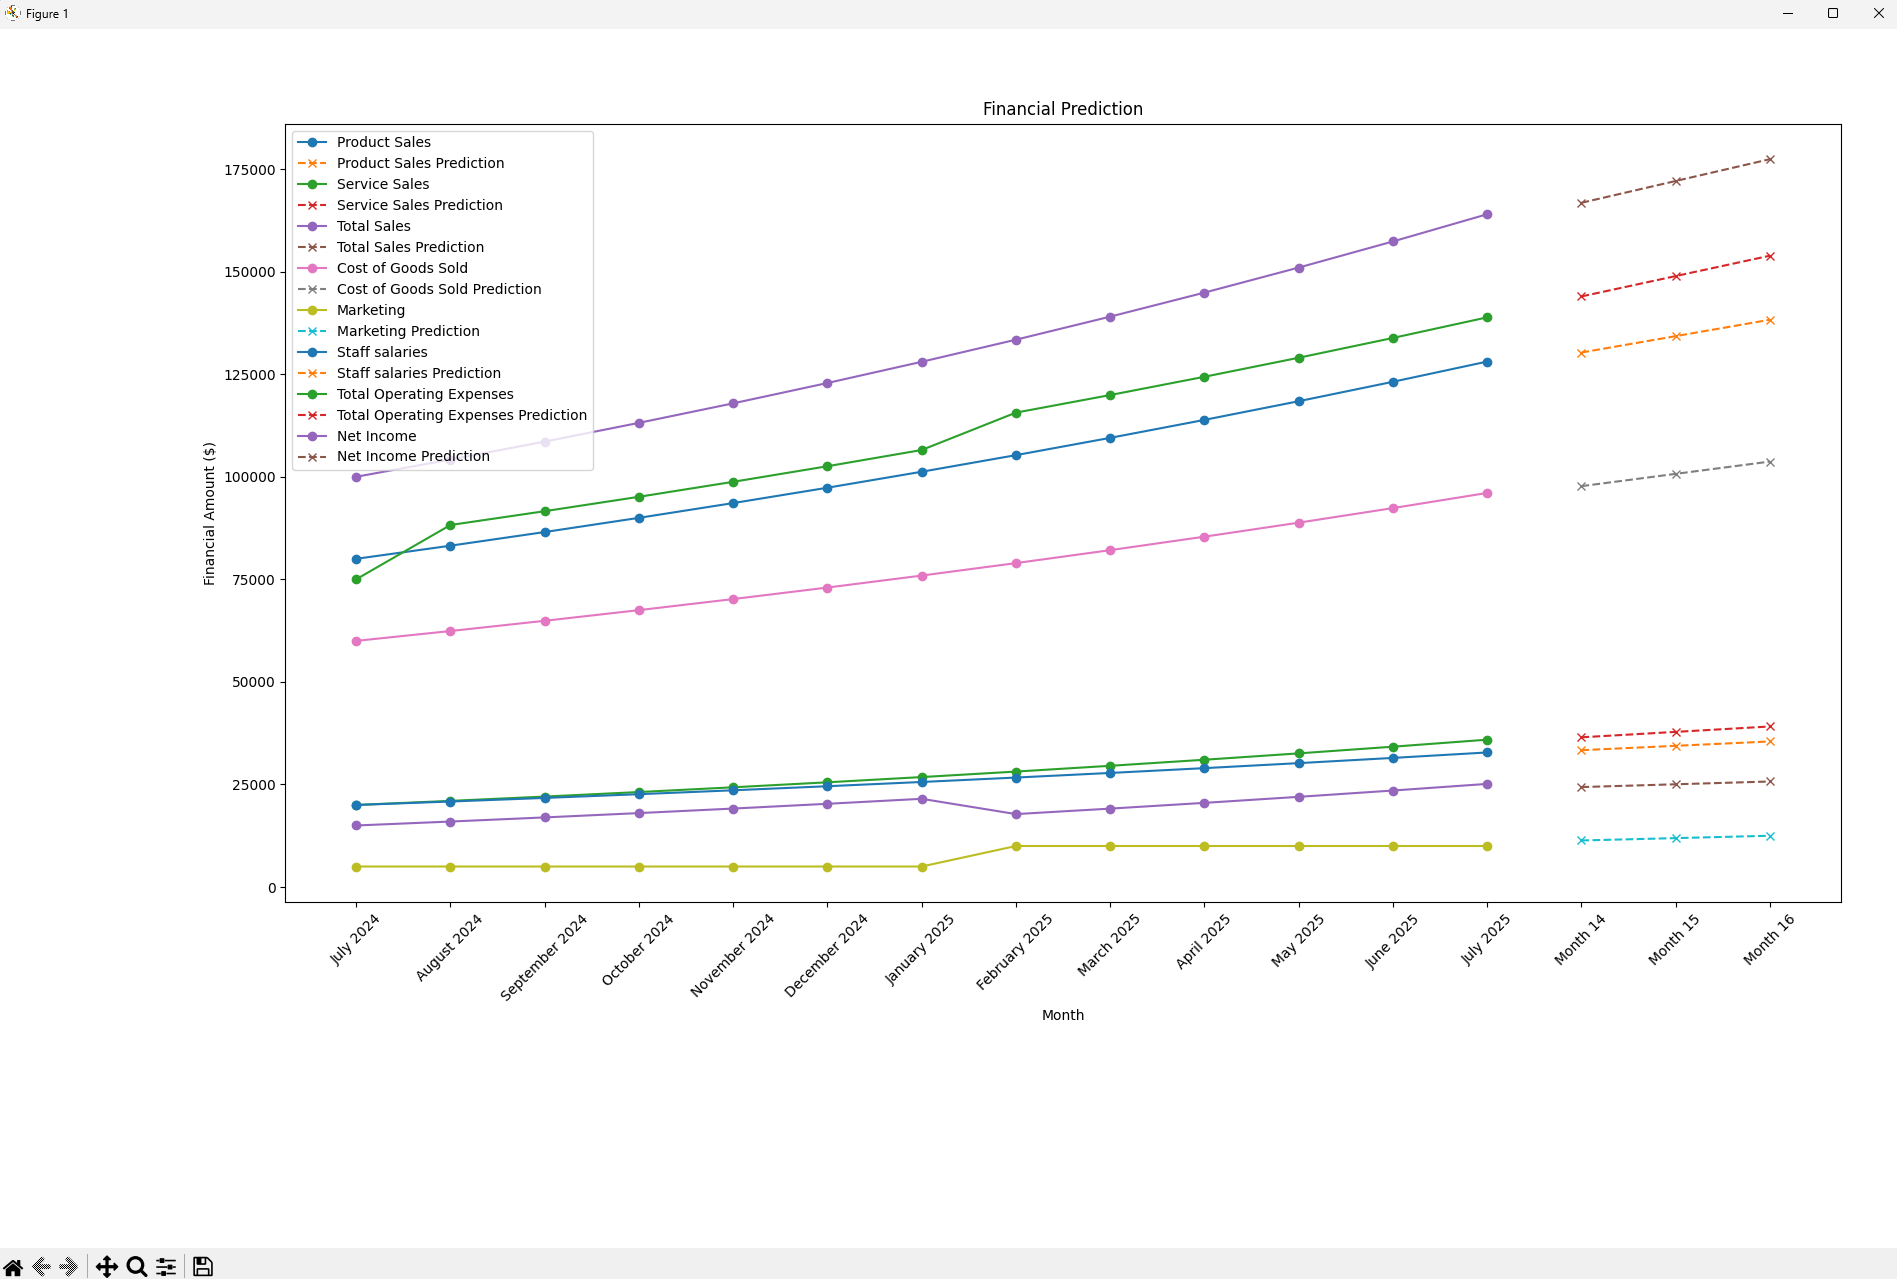 Figure 1
Financial Prediction
Product Sales
Product Sales Prediction
Service Sales
Service Sales Prediction
Total Sales
Total Sales Prediction
Cost of Goods Sold
Cost of Goods Sold Prediction
Marketing
Marketing Prediction
Staff salaries
Staff salaries Prediction
Total Operating Expenses
Total Operating Expenses Prediction
Net Income
Net Income Prediction
Financial Amount ($)
175000
150000
125000
100000
75000
50000
25000
0
July 2024
August 2024
September 2024
October 2024
November 2024
December 2024
January 2025
February 2025
March 2025
April 2025
May 2025
June 2025
July 2025
Month 14
Month 15
Month 16
Month